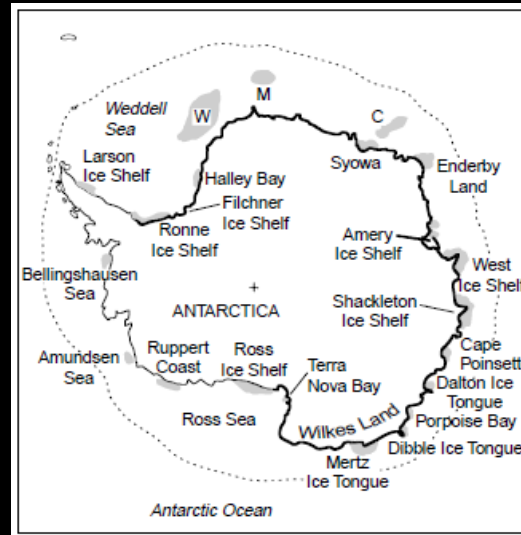 M
W
C
Weddell
Sea
Syowa
Larson
Ice Shelf
Enderby
Land
Halley Bay
Filchner
Ice Shelf
Ronne
Ice Shelf
Amery
Ice Shelf
West
Ice Shelf
Bellingshausen
Sea
+
ANTARCTICA
Shackleton
Ice Shelf
Cape
Poinsett
Amundsen
Sea
Ruppert
Coast
Ross
Ice Shelf
Terra
Nova Bay
Dalton Ice
Tongue
Porpoise Bay
Ross Sea
Wilkes Land
Dibble Ice Tongue
Mertz
Ice Tongue
Antarctic Ocean